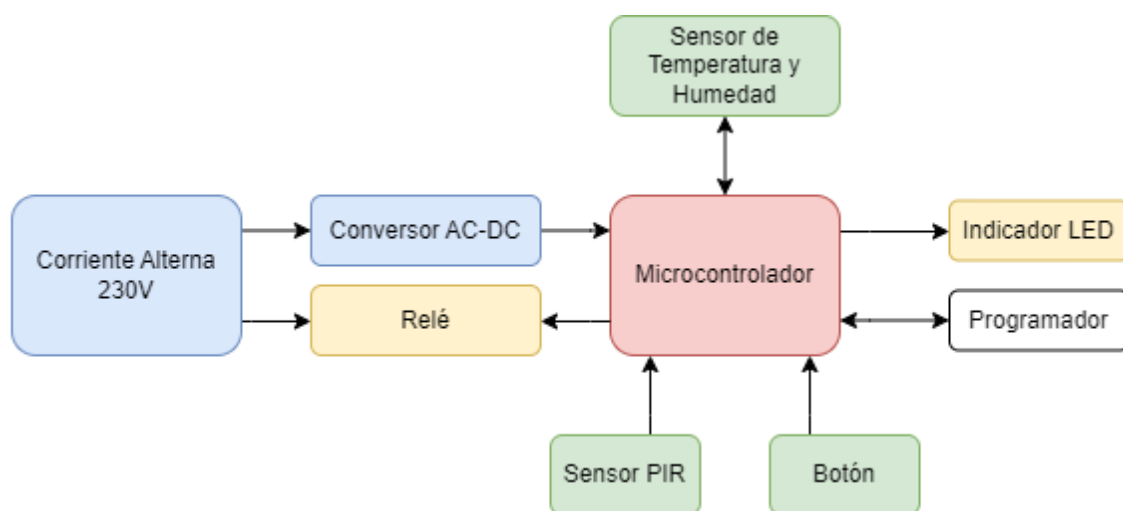 Sensor de
Temperatura y
Humedad
Corriente Alterna
230V
Conversor AC-DC
Relé
Microcontrolador
Indicador LED
Programador
Sensor PIR
Botón